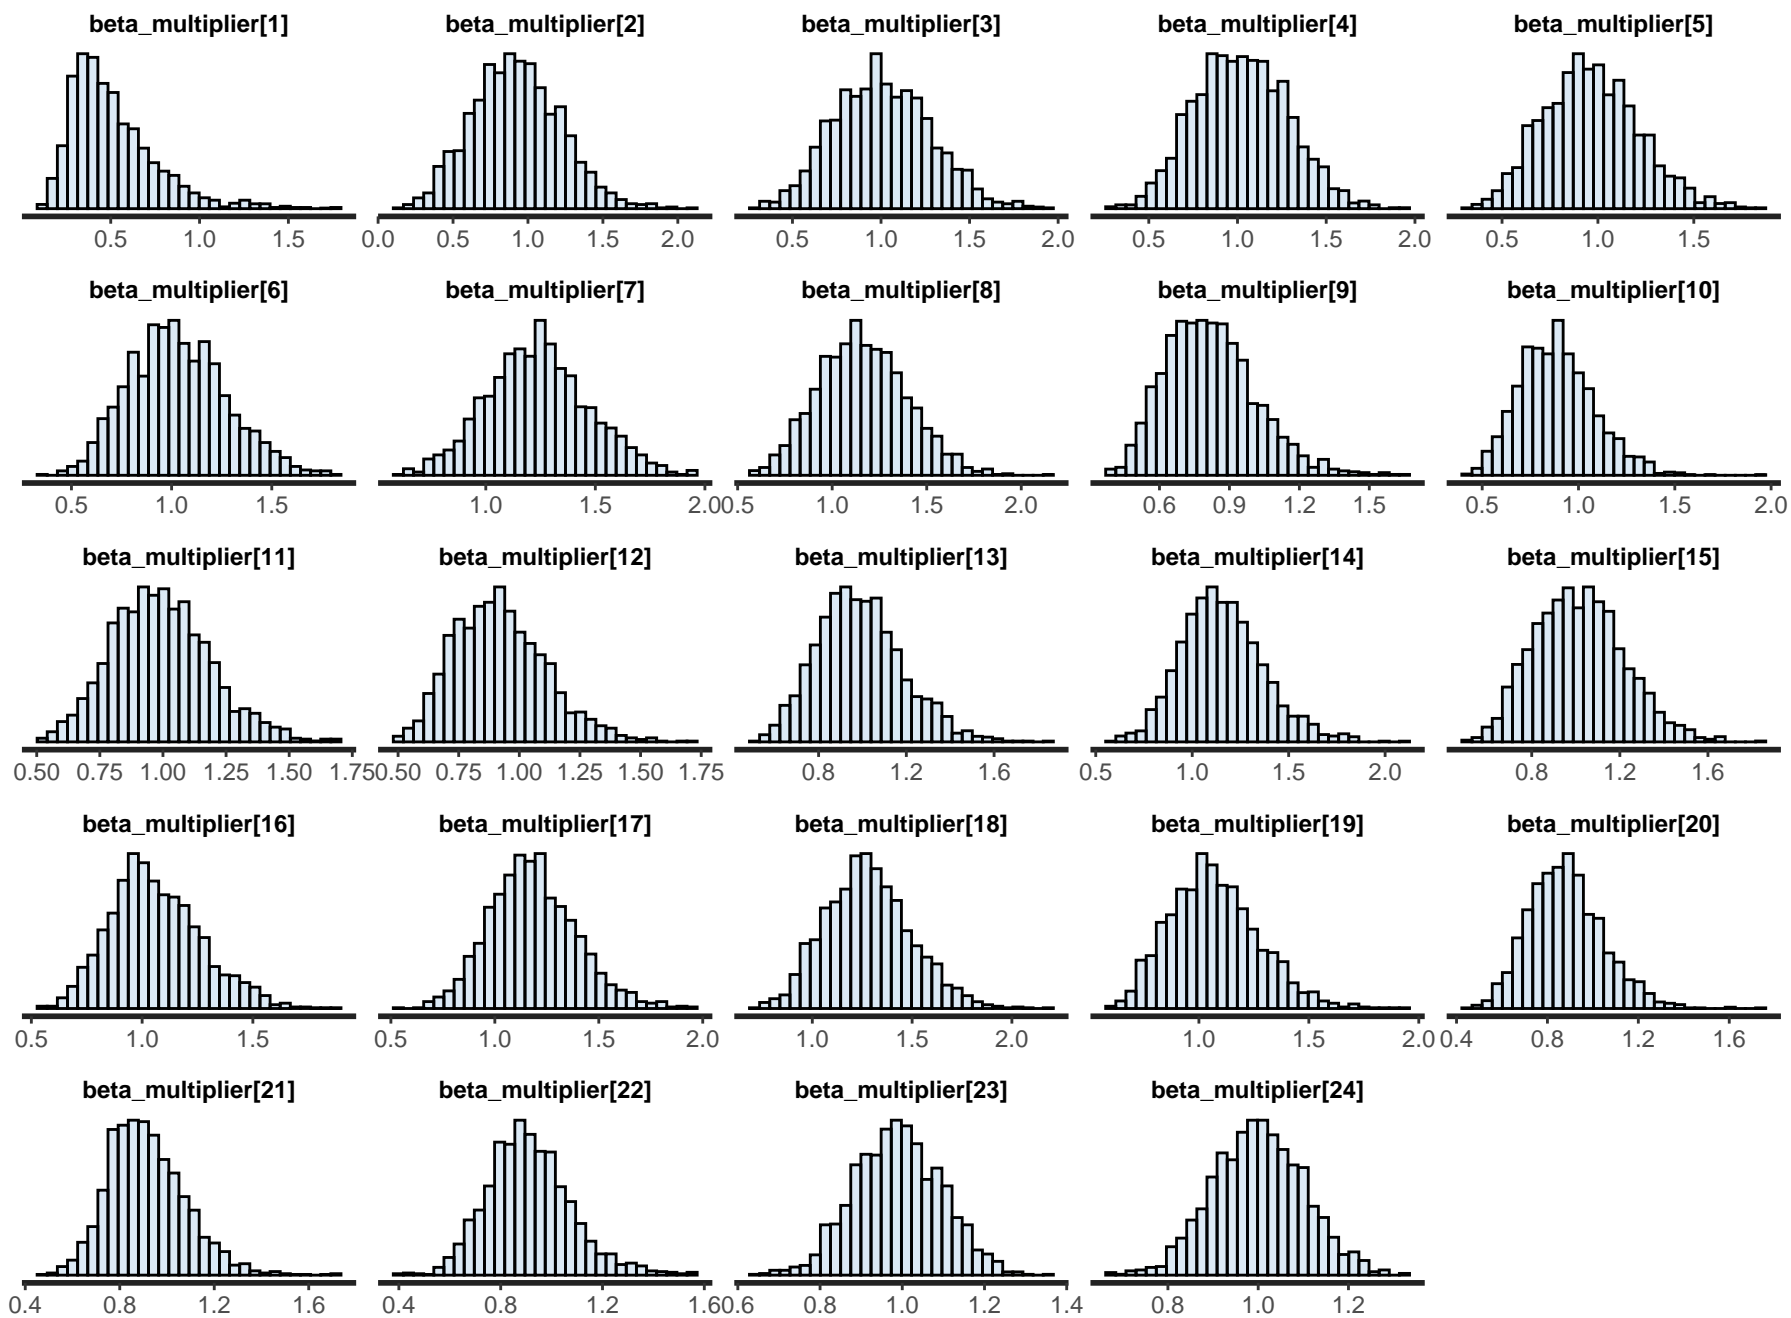 beta_multiplier[1] beta_multiplier[2] beta_multiplier[3] beta_multiplier[4] beta_multiplier[5]
0.5 1.0 1.5 0.0 0.5 1.0 1.5 2.0 0.5 1.0 1.5 2.0 0.5 1.0 1.5 2.0 0.5 1.0 1.5
beta_multiplier[6] beta_multiplier[7] beta_multiplier[8] beta_multiplier[9] beta_multiplier[10]
0.5 1.0 1.5 1.0 1.5 2.0 0.5 1.0 1.5 2.0 0.6 0.9 1.2 1.5 0.5 1.0 1.5 2.0
beta_multiplier[11] beta_multiplier[12] beta_multiplier[13] beta_multiplier[14] beta_multiplier[15]
0.50 0.75 1.00 1.25 1.50 1.75 0.50 0.75 1.00 1.25 1.50 1.75 0.8 1.2 1.6 0.5 1.0 1.5 2.0 0.8 1.2 1.6
beta_multiplier[16] beta_multiplier[17] beta_multiplier[18] beta_multiplier[19] beta_multiplier[20]
0.5 1.0 1.5 0.5 1.0 1.5 2.0 1.0 1.5 2.0 1.0 1.5 2.0 0.4 0.8 1.2 1.6
beta_multiplier[21] beta_multiplier[22] beta_multiplier[23] beta_multiplier[24]
0.4 0.8 1.2 1.6 0.4 0.8 1.2 1.6 0.6 0.8 1.0 1.2 1.4 0.8 1.0 1.2